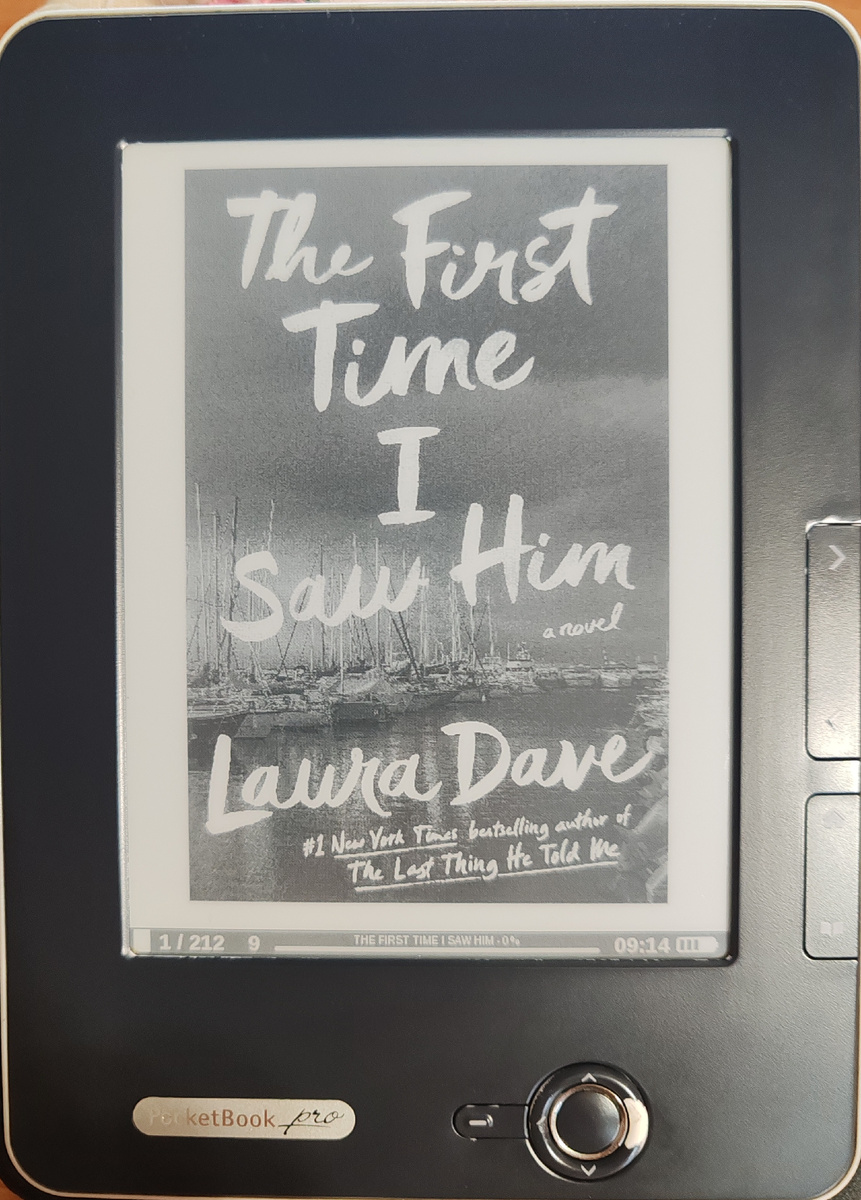 The First
Time
I
Saw Him
a novel
Laura Dave
#1 New York Times bestselling author of
The Last Thing He Told Me
1 / 212 9 THE FIRST TIME I SAW HIM - 0% 09:14
PocketBook pro